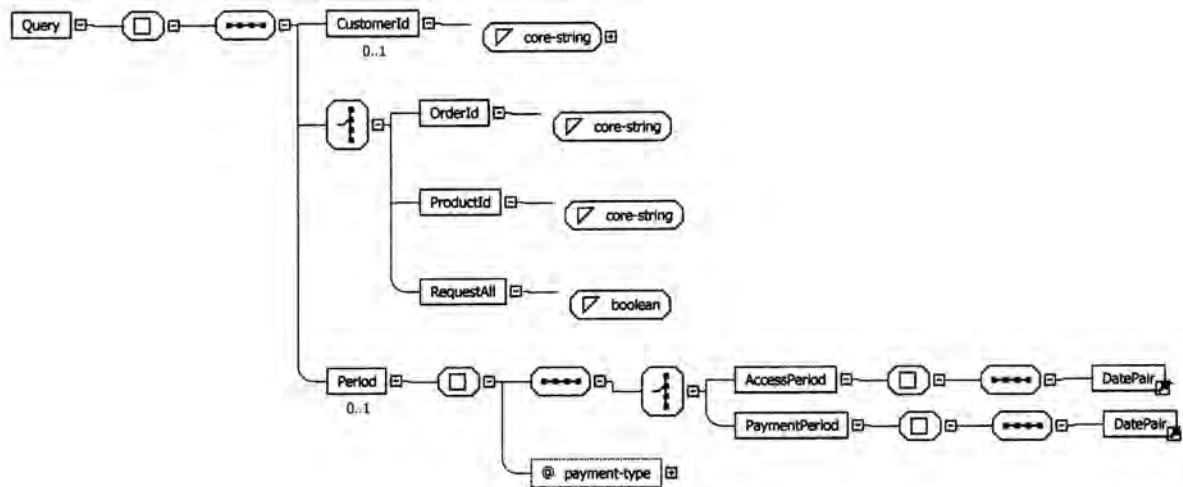 Query
CustomerId
0..1
core-string
OrderId
core-string
ProductId
core-string
RequestAll
boolean
Period
0..1
AccessPeriod
DatePair
PaymentPeriod
DatePair
@ payment-type